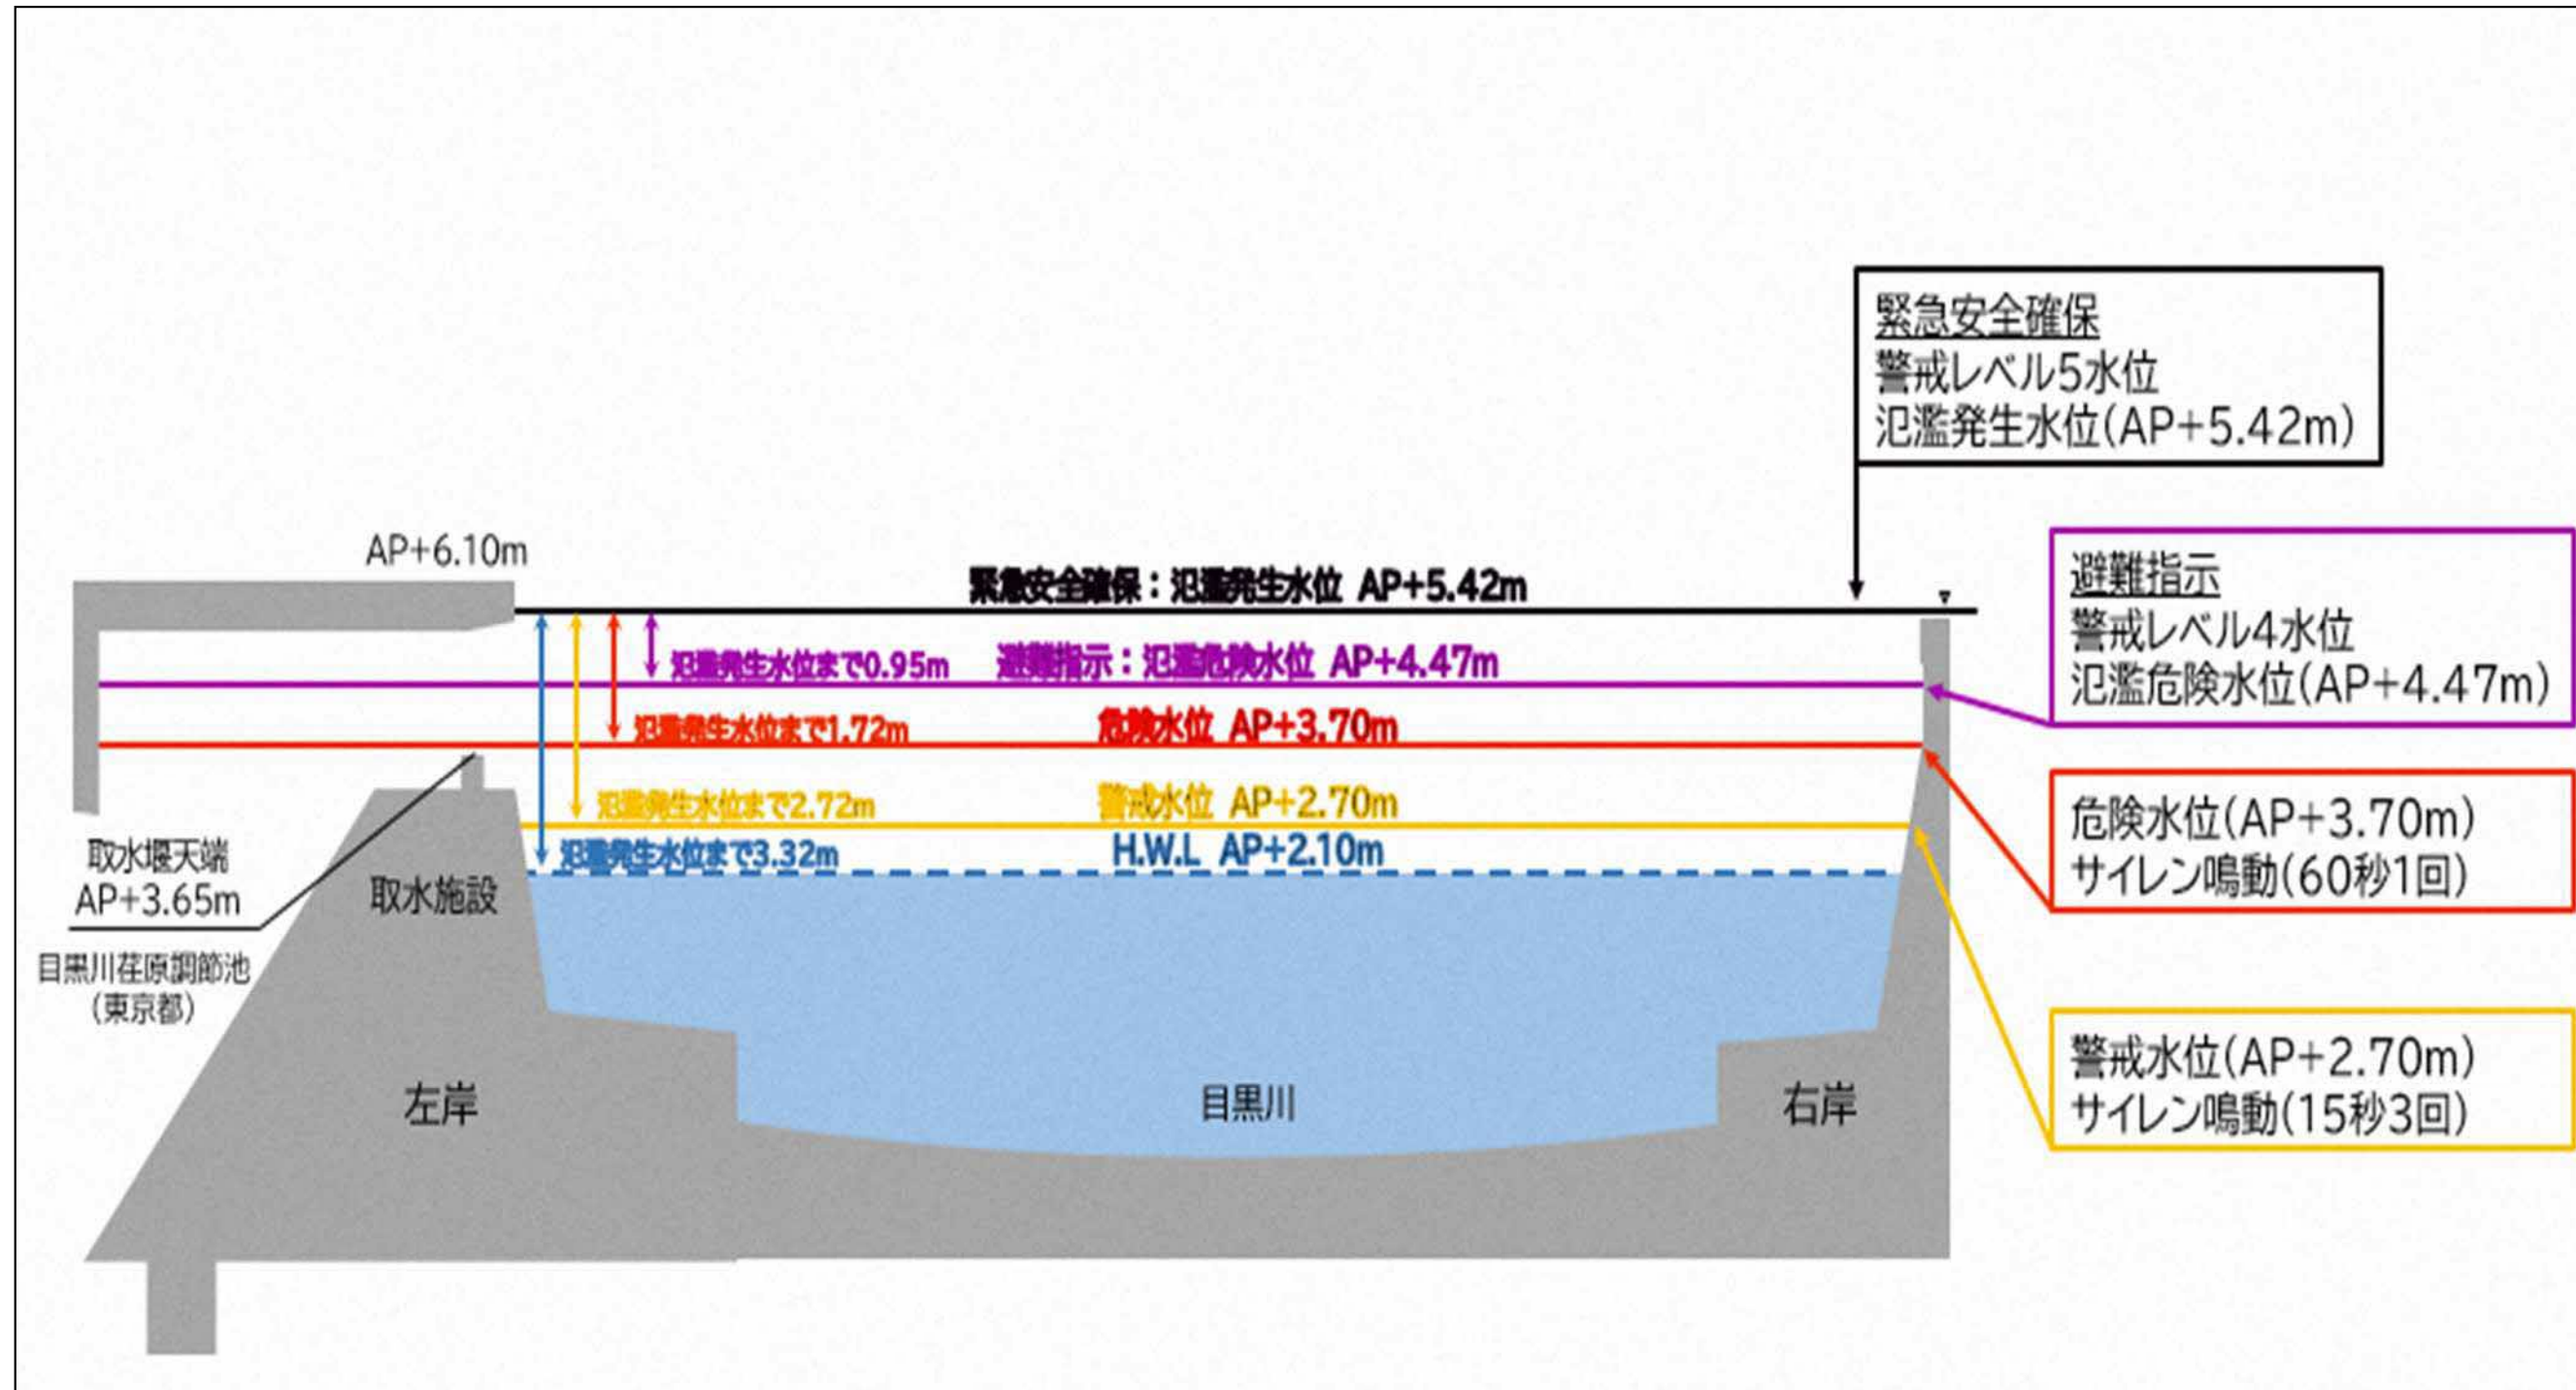 緊急安全確保
警戒レベル5水位
氾濫発生水位(AP+5.42m)
AP+6.10m
緊急安全確保：氾濫発生水位 AP+5.42m
避難指示
警戒レベル4水位
氾濫危険水位(AP+4.47m)
氾濫発生水位まで0.95m
避難指示：氾濫危険水位 AP+4.47m
氾濫発生水位まで1.72m
危険水位 AP+3.70m
危険水位(AP+3.70m)
サイレン鳴動(60秒1回)
氾濫発生水位まで2.72m
警戒水位 AP+2.70m
氾濫発生水位まで3.32m
H.W.L AP+2.10m
取水堰天端
AP+3.65m
取水施設
目黒川荏原調節池
（東京都）
警戒水位(AP+2.70m)
サイレン鳴動(15秒3回)
左岸
目黒川
右岸